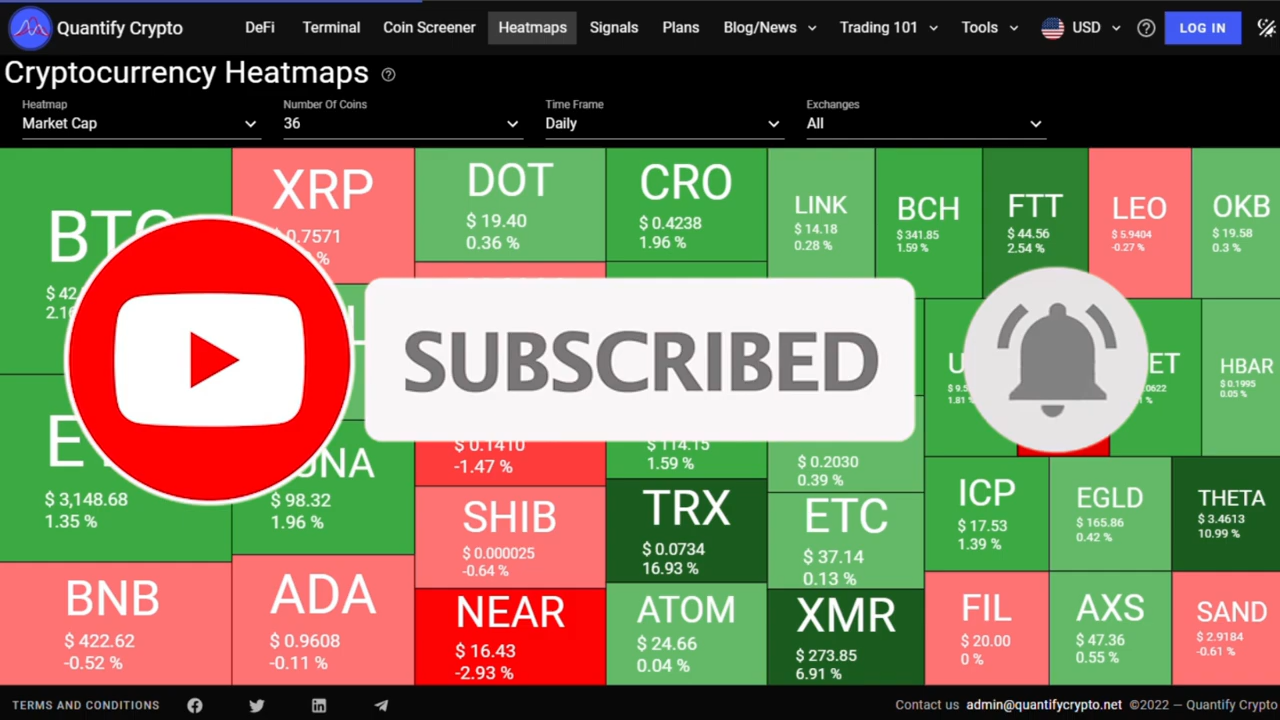 Quantify Crypto
DeFi
Terminal
Coin Screener
Heatmaps
Signals
Plans
Blog/News
Trading 101
Tools
USD
LOG IN
Cryptocurrency Heatmaps
Heatmap
Number Of Coins
Time Frame
Exchanges
Market Cap
36
Daily
All
XRP
DOT
$ 19.40
0.36 %
CRO
$ 0.4238
1.96 %
LINK
$ 14.18
0.28 %
BCH
$ 341.85
1.59 %
FTT
$ 44.56
2.54 %
LEO
$ 5.9404
-0.27 %
OKB
$ 19.58
0.3 %
SUBSCRIBED
HBAR
$ 0.1995
0.05 %
$ 3,148.68
1.35 %
$ 98.32
1.96 %
$ 0.1410
-1.47 %
$ 114.15
1.59 %
$ 0.2030
0.39 %
ICP
$ 17.53
1.39 %
EGLD
$ 165.86
0.42 %
THETA
$ 3.4613
10.99 %
SHIB
$ 0.000025
-0.64 %
TRX
$ 0.0734
16.93 %
ETC
$ 37.14
0.13 %
BNB
$ 422.62
-0.52 %
ADA
$ 0.9608
-0.11 %
NEAR
$ 16.43
-2.93 %
ATOM
$ 24.66
0.04 %
XMR
$ 273.85
6.91 %
FIL
$ 20.00
0 %
AXS
$ 47.36
0.55 %
SAND
$ 2.9184
-0.61 %
TERMS AND CONDITIONS
Contact us admin@quantifycrypto.net ©2022 — Quantify Crypto